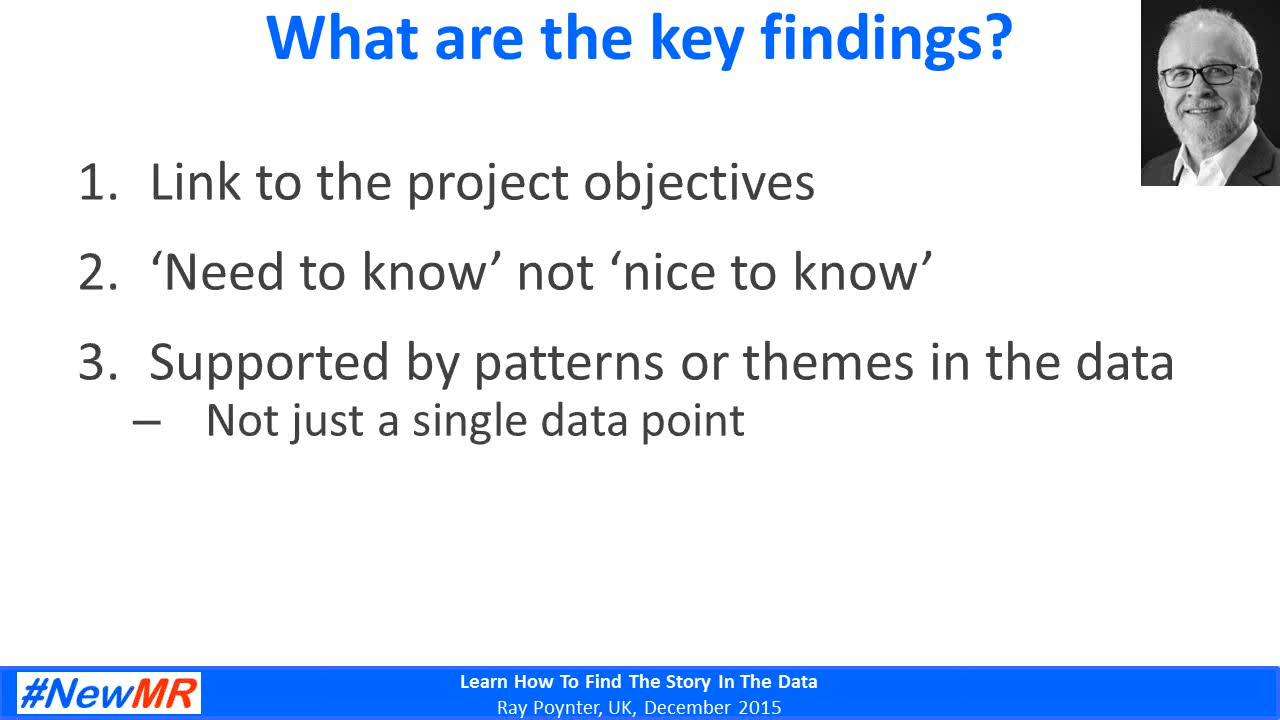 What are the key findings?
1. Link to the project objectives
2. ‘Need to know’ not ‘nice to know’
3. Supported by patterns or themes in the data
– Not just a single data point
#NewMR
Learn How To Find The Story In The Data
Ray Poynter, UK, December 2015